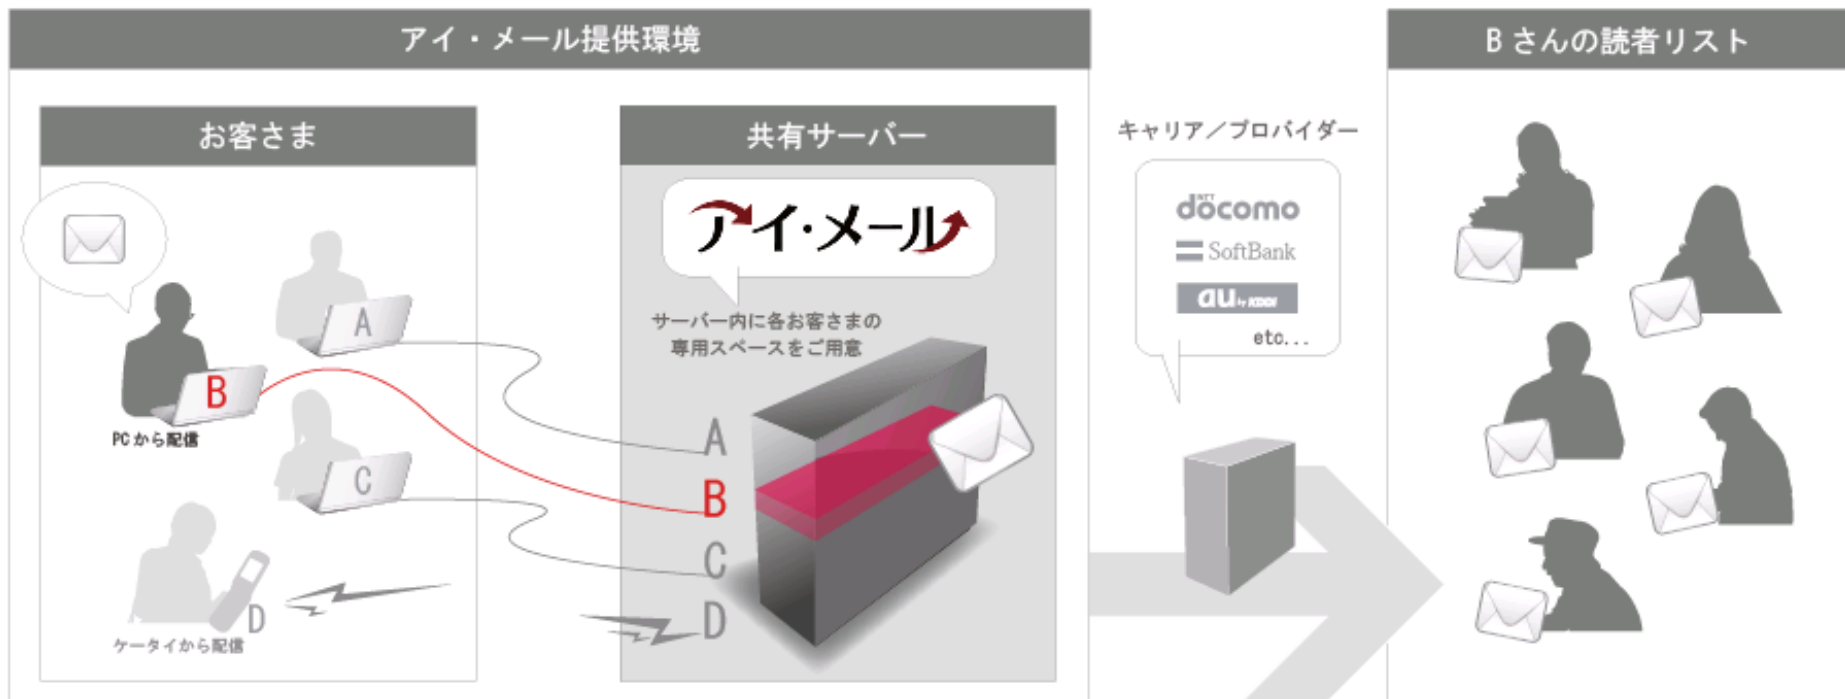 アイ・メール提供環境
Bさんの読者リスト
お客さま
共有サーバー
キャリア／プロバイダー
アイ・メール
サーバー内に各お客さまの
専用スペースをご用意
NTT
docomo
SoftBank
au by KDDI
etc...
A
B
PCから配信
C
D
ケータイから配信
A
B
C
D